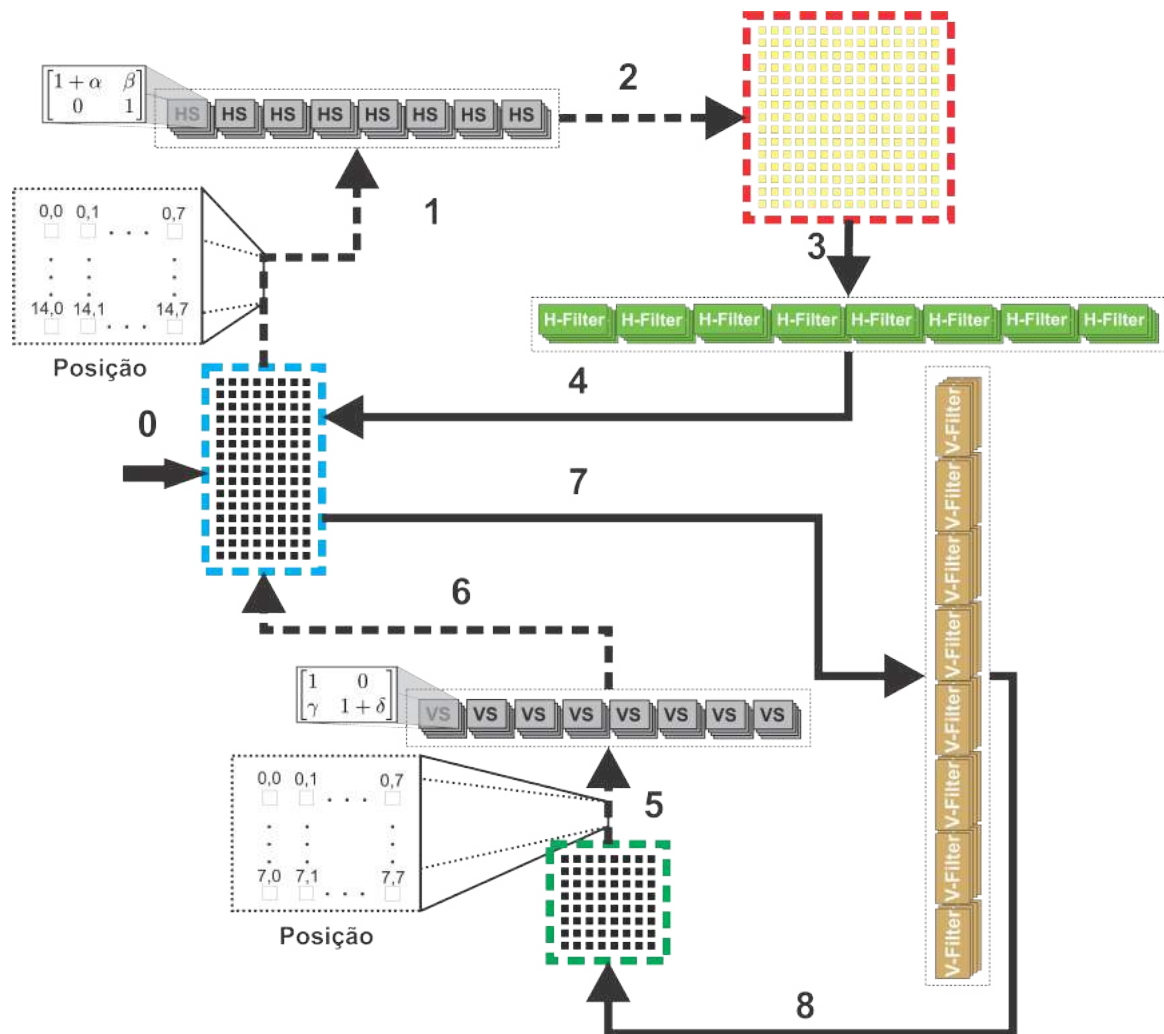 2
[1 + α β]
[0 1]
HS HS HS HS HS HS HS HS
1
0,0 0,1 . . . 0,7
14,0 14,1 . . . 14,7
Posição
3
H-Filter H-Filter H-Filter H-Filter H-Filter H-Filter H-Filter H-Filter
4
0
7
V-Filter V-Filter V-Filter V-Filter V-Filter V-Filter V-Filter V-Filter
6
[1 0]
[γ 1 + δ]
VS VS VS VS VS VS VS VS
0,0 0,1 . . . 0,7
5
7,0 7,1 . . . 7,7
Posição
8